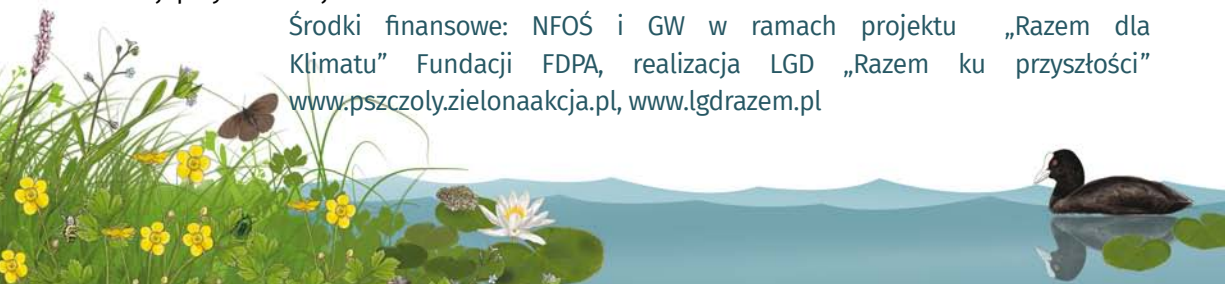 Środki finansowe: NFOŚ i GW w ramach projektu „Razem dla
Klimatu” Fundacji FDPA, realizacja LGD „Razem ku przyszłości”
www.pszczoly.zielonaakcja.pl, www.lgdrazem.pl